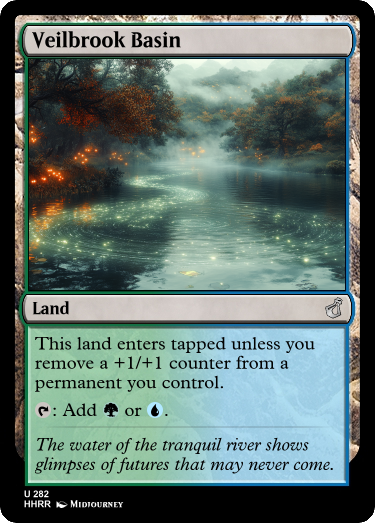 Veilbrook Basin
Land
This land enters tapped unless you
remove a +1/+1 counter from a
permanent you control.
: Add or .
The water of the tranquil river shows
glimpses of futures that may never come.
U 282
HHRR Midjourney